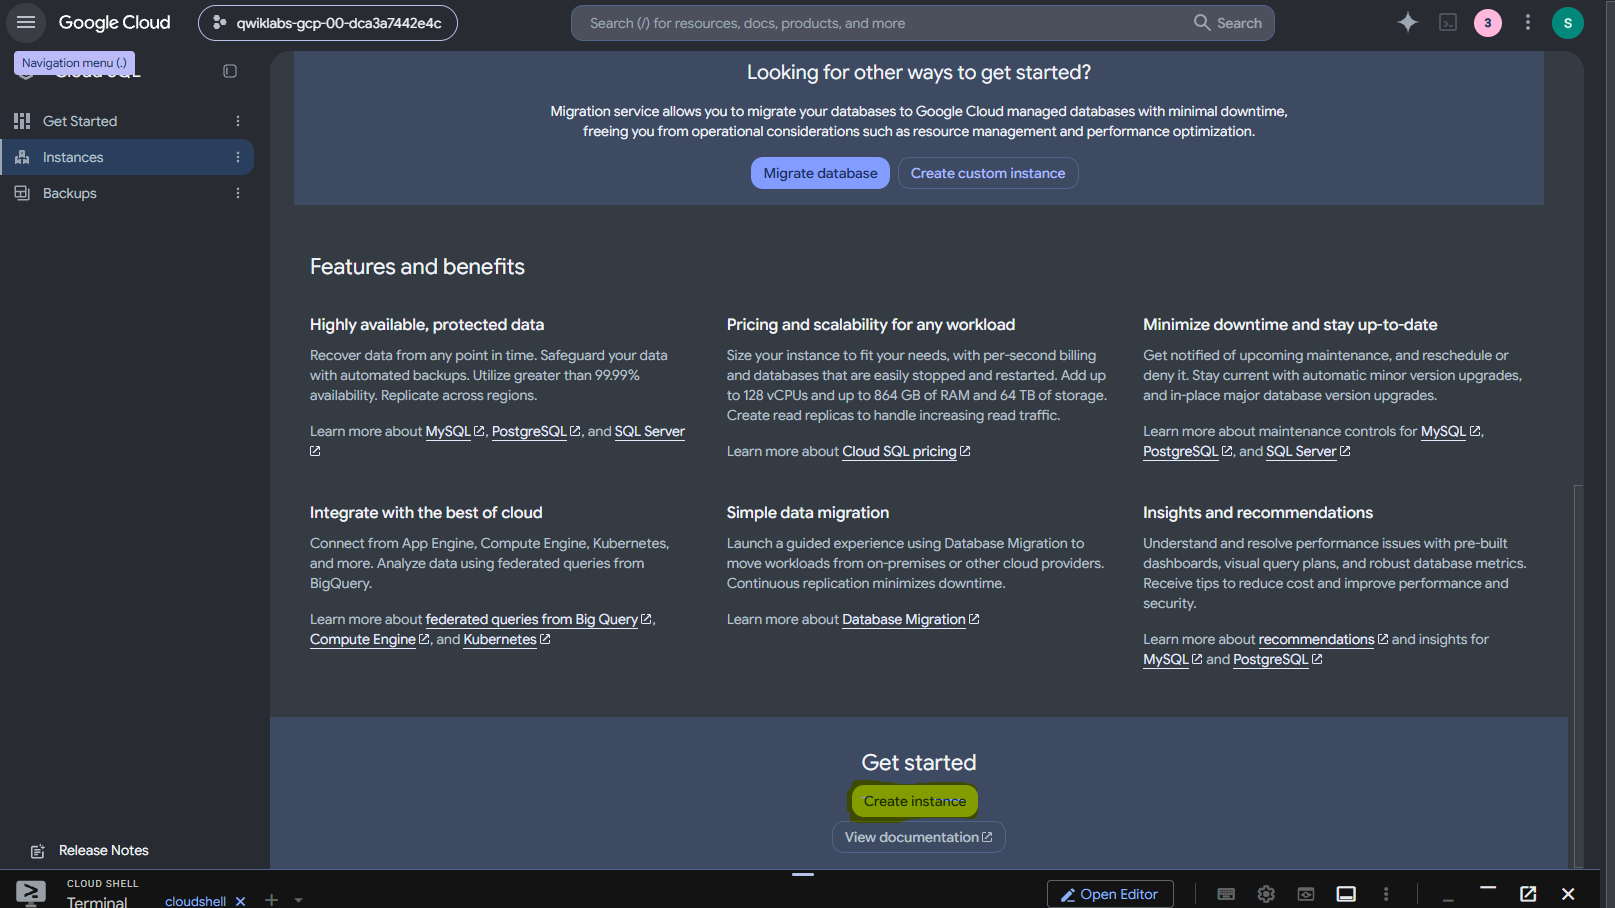 Google Cloud
qwiklabs-gcp-00-dca3a7442e4c
Search (/) for resources, docs, products, and more
Search
3
S
Navigation menu (.)
Get Started
Instances
Backups
Looking for other ways to get started?
Migration service allows you to migrate your databases to Google Cloud managed databases with minimal downtime,
freeing you from operational considerations such as resource management and performance optimization.
Migrate database
Create custom instance
Features and benefits
Highly available, protected data
Recover data from any point in time. Safeguard your data
with automated backups. Utilize greater than 99.99%
availability. Replicate across regions.
Learn more about MySQL, PostgreSQL, and SQL Server
Pricing and scalability for any workload
Size your instance to fit your needs, with per-second billing
and databases that are easily stopped and restarted. Add up
to 128 vCPUs and up to 864 GB of RAM and 64 TB of storage.
Create read replicas to handle increasing read traffic.
Learn more about Cloud SQL pricing
Minimize downtime and stay up-to-date
Get notified of upcoming maintenance, and reschedule or
deny it. Stay current with automatic minor version upgrades,
and in-place major database version upgrades.
Learn more about maintenance controls for MySQL,
PostgreSQL, and SQL Server
Integrate with the best of cloud
Connect from App Engine, Compute Engine, Kubernetes,
and more. Analyze data using federated queries from
BigQuery.
Learn more about federated queries from Big Query,
Compute Engine, and Kubernetes
Simple data migration
Launch a guided experience using Database Migration to
move workloads from on-premises or other cloud providers.
Continuous replication minimizes downtime.
Learn more about Database Migration
Insights and recommendations
Understand and resolve performance issues with pre-built
dashboards, visual query plans, and robust database metrics.
Receive tips to reduce cost and improve performance and
security.
Learn more about recommendations and insights for
MySQL and PostgreSQL
Get started
Create instance
View documentation
Release Notes
CLOUD SHELL
Terminal
cloudshell
Open Editor